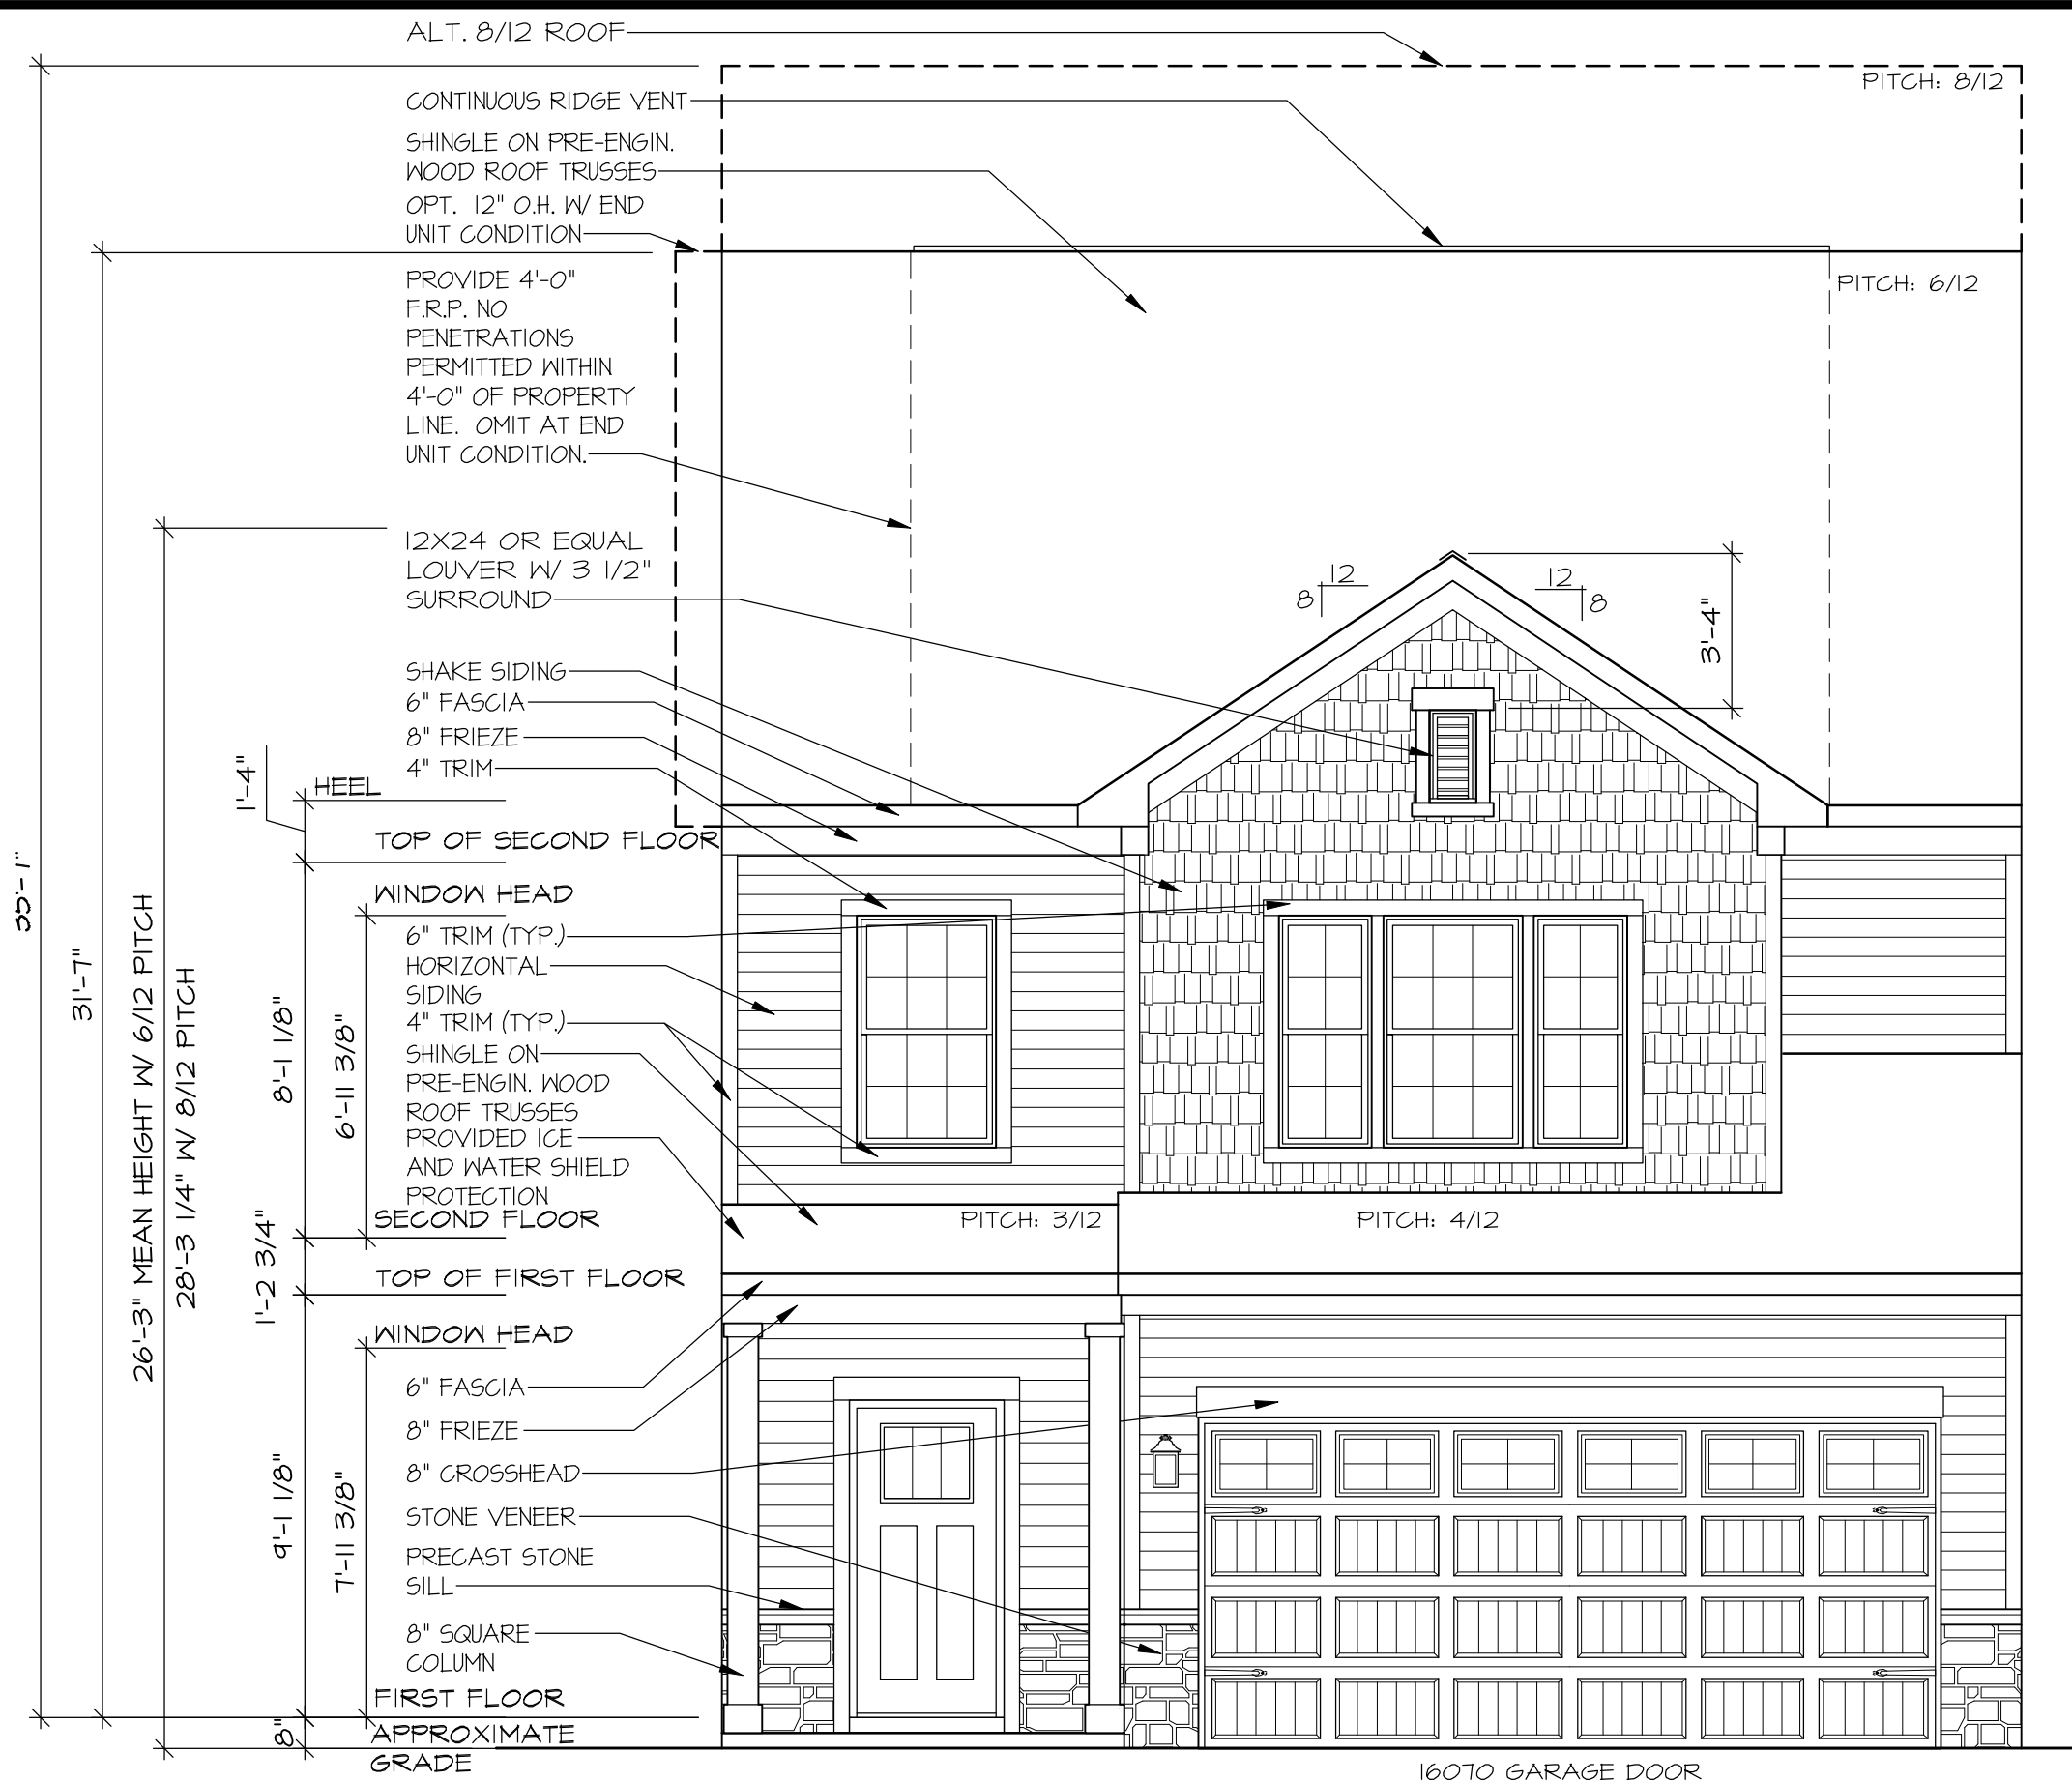 ALT. 8/12 ROOF
PITCH: 8/12
CONTINUOUS RIDGE VENT
SHINGLE ON PRE-ENGIN.
WOOD ROOF TRUSSES
OPT. 12" O.H. W/ END
UNIT CONDITION
PITCH: 6/12
PROVIDE 4'-0"
F.R.P. NO
PENETRATIONS
PERMITTED WITHIN
4'-0" OF PROPERTY
LINE. OMIT AT END
UNIT CONDITION.
12X24 OR EQUAL
LOUVER W/ 3 1/2"
SURROUND
12
8
12
8
3'-4"
SHAKE SIDING
6" FASCIA
8" FRIEZE
4" TRIM
1'-4"
HEEL
TOP OF SECOND FLOOR
35'-1"
31'-7"
26'-3" MEAN HEIGHT W/ 6/12 PITCH
28'-3 1/4" W/ 8/12 PITCH
8'-1 1/8"
6'-11 3/8"
WINDOW HEAD
6" TRIM (TYP.)
HORIZONTAL
SIDING
4" TRIM (TYP.)
SHINGLE ON
PRE-ENGIN. WOOD
ROOF TRUSSES
PROVIDED ICE
AND WATER SHIELD
PROTECTION
SECOND FLOOR
PITCH: 3/12
PITCH: 4/12
1'-2 3/4"
TOP OF FIRST FLOOR
WINDOW HEAD
6" FASCIA
8" FRIEZE
8" CROSSHEAD
9'-1 1/8"
7'-11 3/8"
STONE VENEER
PRECAST STONE
SILL
8" SQUARE
COLUMN
FIRST FLOOR
8"
APPROXIMATE
GRADE
16070 GARAGE DOOR